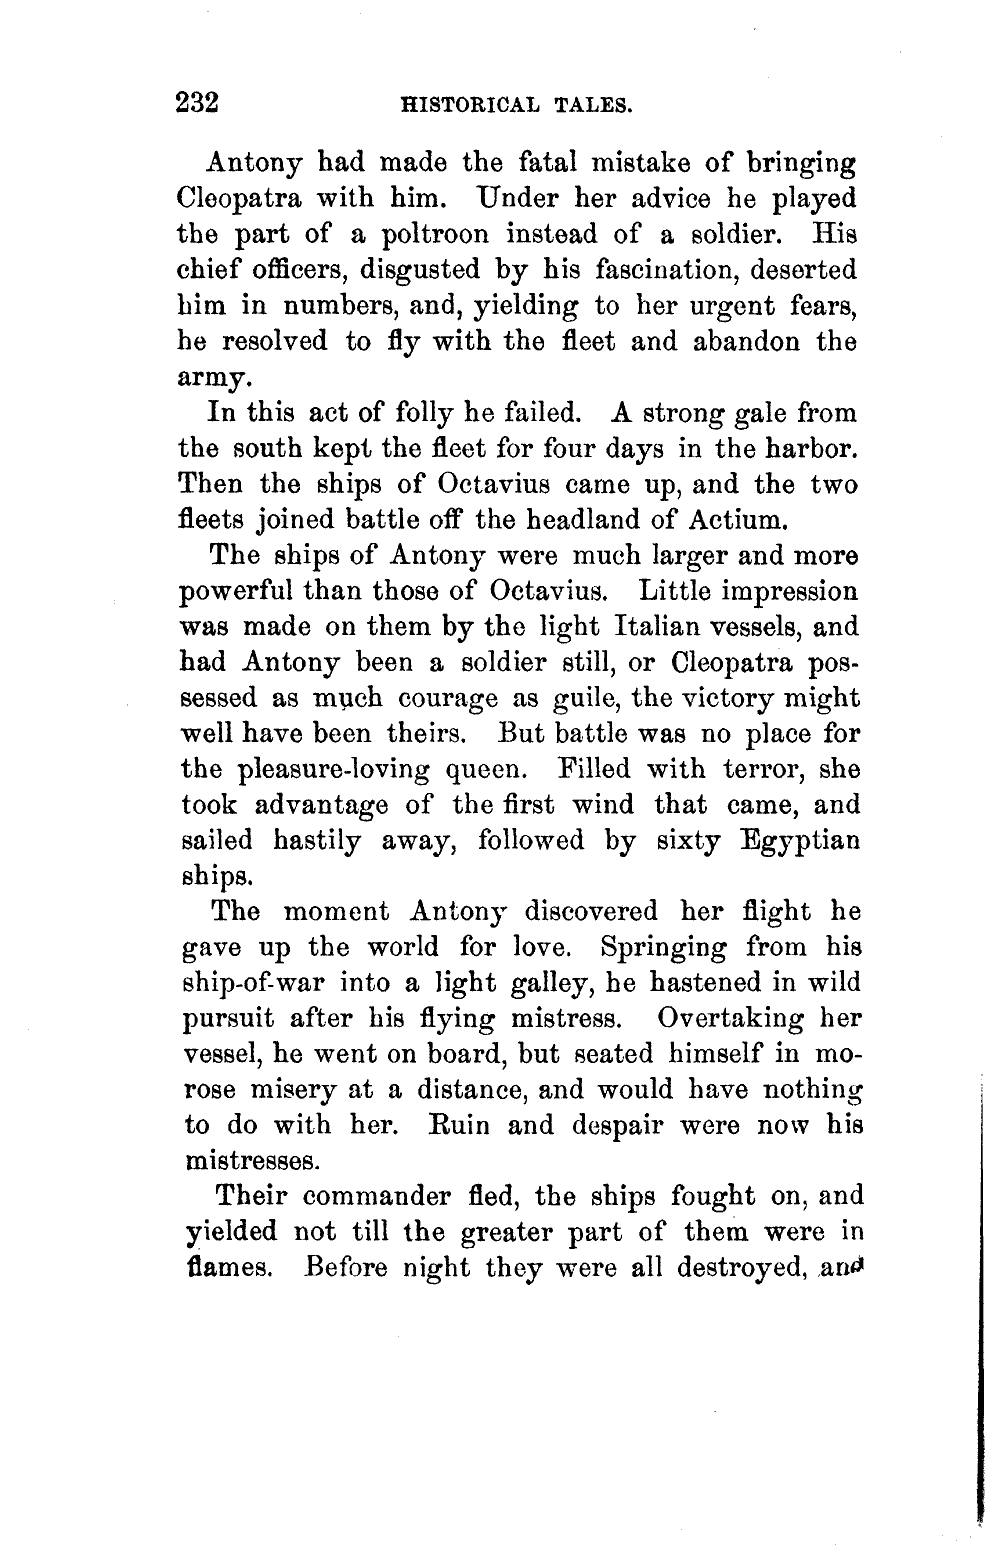 232 HISTORICAL TALES.
Antony had made the fatal mistake of bringing
Cleopatra with him. Under her advice he played
the part of a poltroon instead of a soldier. His
chief officers, disgusted by his fascination, deserted
him in numbers, and, yielding to her urgent fears,
he resolved to fly with the fleet and abandon the
army.
In this act of folly he failed. A strong gale from
the south kept the fleet for four days in the harbor.
Then the ships of Octavius came up, and the two
fleets joined battle off the headland of Actium.
The ships of Antony were much larger and more
powerful than those of Octavius. Little impression
was made on them by the light Italian vessels, and
had Antony been a soldier still, or Cleopatra pos-
sessed as much courage as guile, the victory might
well have been theirs. But battle was no place for
the pleasure-loving queen. Filled with terror, she
took advantage of the first wind that came, and
sailed hastily away, followed by sixty Egyptian
ships.
The moment Antony discovered her flight he
gave up the world for love. Springing from his
ship-of-war into a light galley, he hastened in wild
pursuit after his flying mistress. Overtaking her
vessel, he went on board, but seated himself in mo-
rose misery at a distance, and would have nothing
to do with her. Ruin and despair were now his
mistresses.
Their commander fled, the ships fought on, and
yielded not till the greater part of them were in
flames. Before night they were all destroyed, and